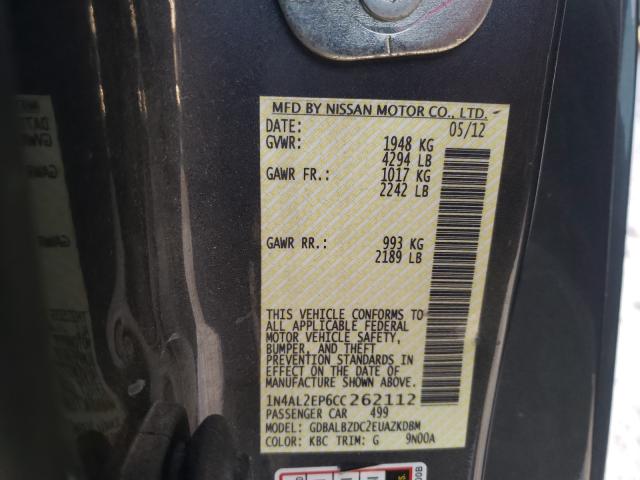 MFD BY NISSAN MOTOR CO., LTD.
DATE: 05/12
GVWR: 1948 KG
4294 LB
GAWR FR.: 1017 KG
2242 LB
GAWR RR.: 993 KG
2189 LB
THIS VEHICLE CONFORMS TO
ALL APPLICABLE FEDERAL
MOTOR VEHICLE SAFETY,
BUMPER, AND THEFT
PREVENTION STANDARDS IN
EFFECT ON THE DATE OF
MANUFACTURE SHOWN ABOVE.
1N4AL2EP6CC262112
PASSENGER CAR 499
MODEL: GDBALBZDC2EUAZKDBM
COLOR: KBC TRIM: G 9N00A